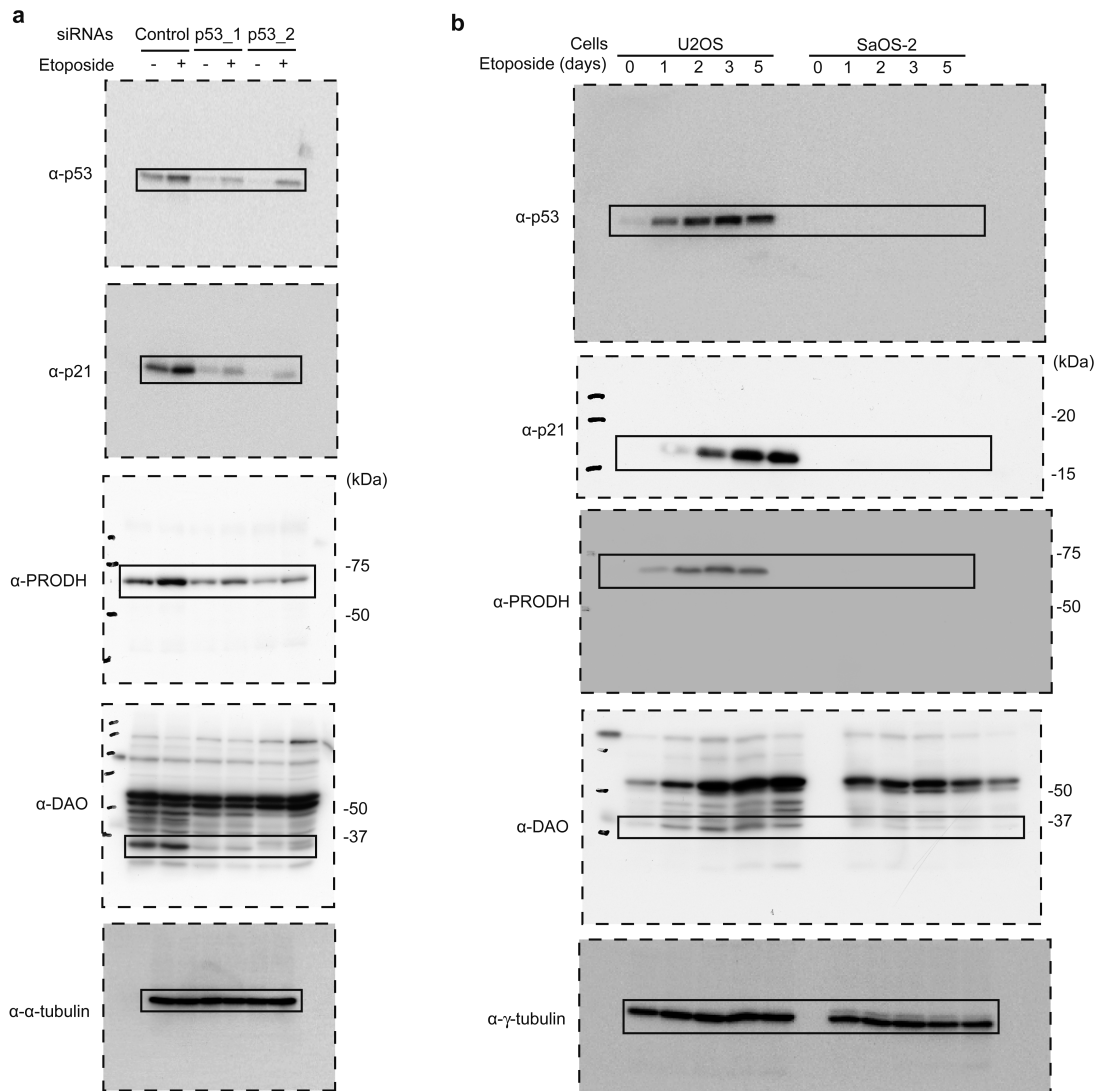 a
siRNAs Control p53_1 p53_2
Etoposide - + - + - +
α-p53
α-p21
(kDa)
-75
α-PRODH
-50
α-DAO
-50
-37
α-α-tubulin
b
Cells U2OS SaOS-2
Etoposide (days) 0 1 2 3 5 0 1 2 3 5
α-p53
(kDa)
-20
α-p21
-15
-75
α-PRODH
-50
-50
α-DAO
-37
α-γ-tubulin